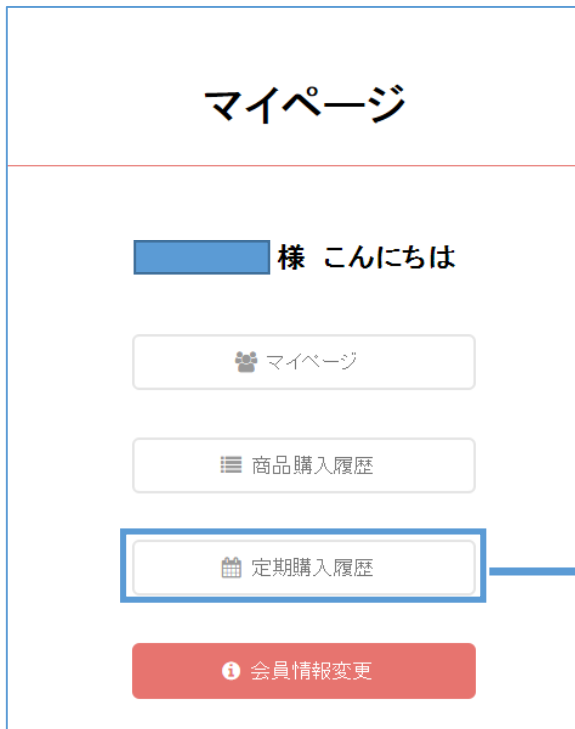 マイページ
様 こんにちは
マイページ
商品購入履歴
定期購入履歴
会員情報変更